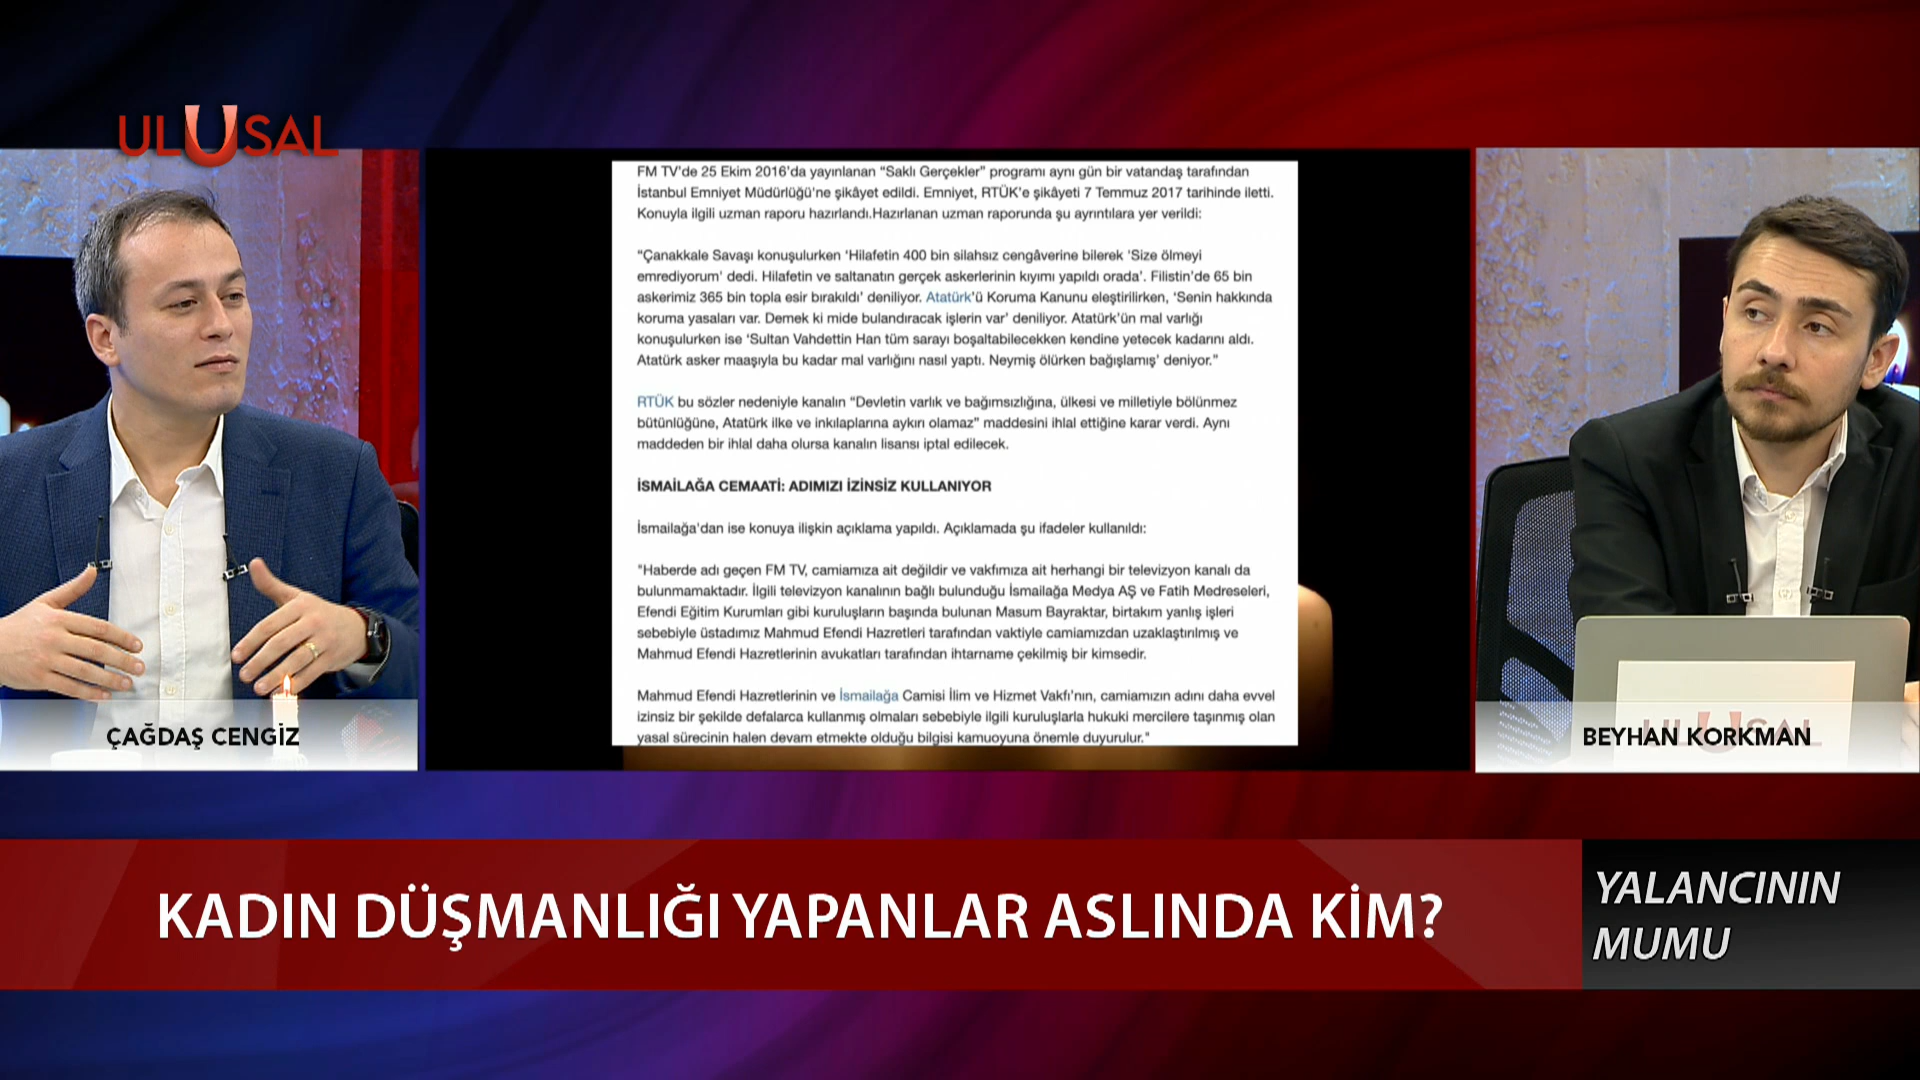 ULUSAL
FM TV'de 25 Ekim 2016'da yayınlanan “Saklı Gerçekler” programı aynı gün bir vatandaş tarafından
İstanbul Emniyet Müdürlüğü'ne şikâyet edildi. Emniyet, RTÜK'e şikâyeti 7 Temmuz 2017 tarihinde iletti.
Konuyla ilgili uzman raporu hazırlandı.Hazırlanan uzman raporunda şu ayrıntılara yer verildi:
“Çanakkale Savaşı konuşulurken ‘Hilafetin 400 bin silahsız cengâverine bilerek ‘Size ölmeyi
emrediyorum’ dedi. Hilafetin ve saltanatın gerçek askerlerinin kıyımı yapıldı orada’. Filistin’de 65 bin
askerimiz 365 bin topla esir bırakıldı’ deniliyor. Atatürk’ü Koruma Kanunu eleştirilirken, ‘Senin hakkında
koruma yasaları var. Demek ki mide bulandıracak işlerin var’ deniliyor. Atatürk’ün mal varlığı
konuşulurken ise ‘Sultan Vahdettin Han tüm sarayı boşaltabilecekken kendine yetecek kadarını aldı.
Atatürk asker maaşıyla bu kadar mal varlığını nasıl yaptı. Neymiş ölürken bağışlamış’ deniyor.”
RTÜK bu sözler nedeniyle kanalın “Devletin varlık ve bağımsızlığına, ülkesi ve milletiyle bölünmez
bütünlüğüne, Atatürk ilke ve inkılaplarına aykırı olamaz” maddesini ihlal ettiğine karar verdi. Aynı
maddeden bir ihlal daha olursa kanalın lisansı iptal edilecek.
İSMAİLAĞA CEMAATİ: ADIMIZI İZİNSİZ KULLANIYOR
İsmailağa'dan ise konuya ilişkin açıklama yapıldı. Açıklamada şu ifadeler kullanıldı:
"Haberde adı geçen FM TV, camiamıza ait değildir ve vakfımıza ait herhangi bir televizyon kanalı da
bulunmamaktadır. İlgili televizyon kanalının bağlı bulunduğu İsmailağa Medya AŞ ve Fatih Medreseleri,
Efendi Eğitim Kurumları gibi kuruluşların başında bulunan Masum Bayraktar, birtakım yanlış işleri
sebebiyle üstadımız Mahmud Efendi Hazretleri tarafından vaktiyle camiamızdan uzaklaştırılmış ve
Mahmud Efendi Hazretlerinin avukatları tarafından ihtarname çekilmiş bir kimsedir.
Mahmud Efendi Hazretlerinin ve İsmailağa Camisi İlim ve Hizmet Vakfı’nın, camiamızın adını daha evvel
izinsiz bir şekilde defalarca kullanmış olmaları sebebiyle ilgili kuruluşlarla hukuki mercilere taşınmış olan
yasal sürecinin halen devam etmekte olduğu bilgisi kamuoyuna önemle duyurulur."
ÇAĞDAŞ CENGİZ
ULUSAL
BEYHAN KORKMAN
KADIN DÜŞMANLIĞI YAPANLAR ASLINDA KİM?
YALANCININ
MUMU